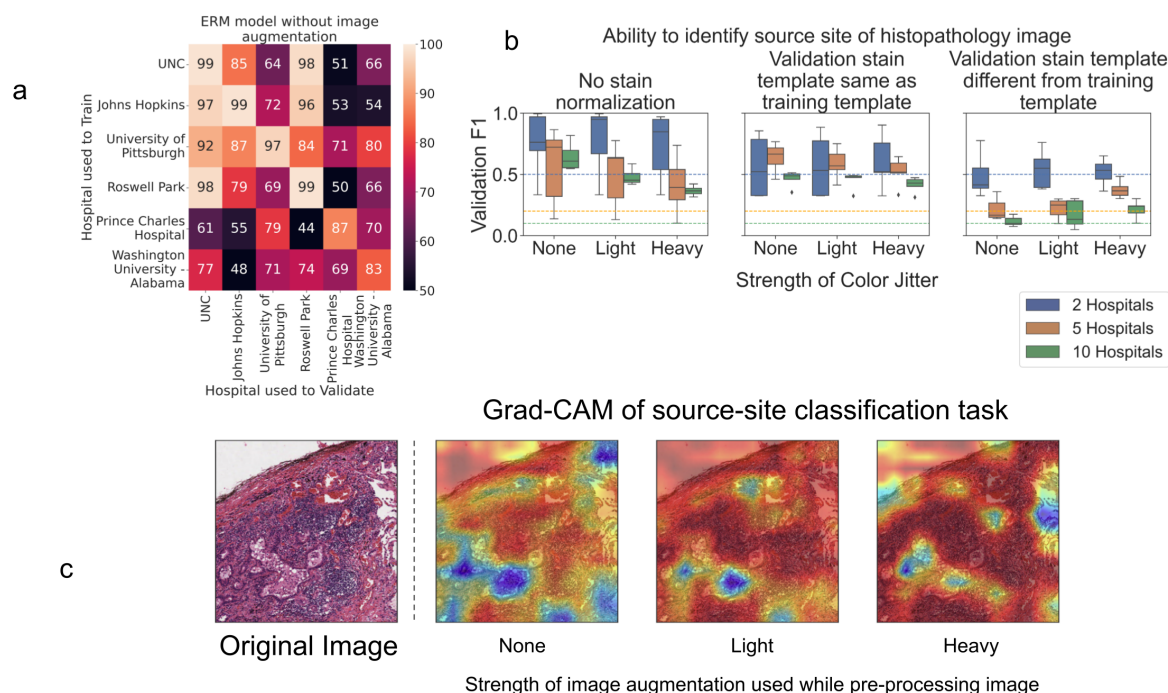 a
ERM model without image
augmentation
Hospital used to Train
UNC
99 85 64 98 51 66
Johns Hopkins
97 99 72 96 53 54
University of
Pittsburgh
92 87 97 84 71 80
Roswell Park
98 79 69 99 50 66
Prince Charles
Hospital
61 55 79 44 87 70
Washington
University -
Alabama
77 48 71 74 69 83
100
90
80
70
60
50
UNC
Johns Hopkins
University of
Pittsburgh
Roswell Park
Prince Charles
Hospital
Washington
University -
Alabama
Hospital used to Validate
b
Ability to identify source site of histopathology image
No stain
normalization
Validation stain
template same as
training template
Validation stain template
different from training
template
Validation F1
1.0
0.5
0.0
None Light Heavy
None Light Heavy
None Light Heavy
Strength of Color Jitter
2 Hospitals
5 Hospitals
10 Hospitals
c
Grad-CAM of source-site classification task
Original Image
None
Light
Heavy
Strength of image augmentation used while pre-processing image